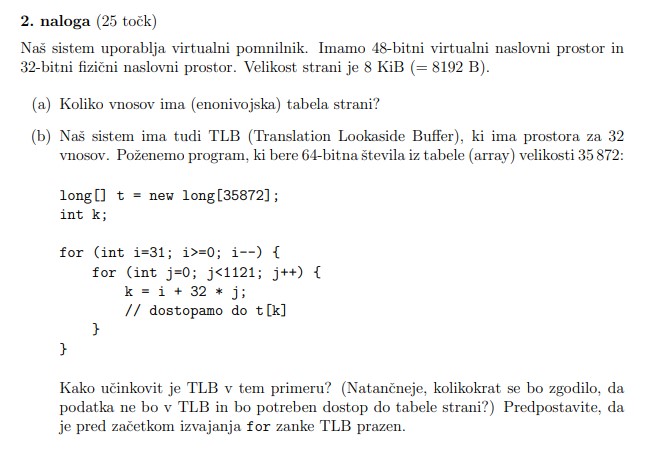 2. naloga (25 točk)
Naš sistem uporablja virtualni pomnilnik. Imamo 48-bitni virtualni naslovni prostor in
32-bitni fizični naslovni prostor. Velikost strani je 8 KiB (= 8192 B).
(a) Koliko vnosov ima (enonivojska) tabela strani?
(b) Naš sistem ima tudi TLB (Translation Lookaside Buffer), ki ima prostora za 32
vnosov. Poženemo program, ki bere 64-bitna števila iz tabele (array) velikosti 35 872:
long[] t = new long[35872];
int k;
for (int i=31; i>=0; i--) {
for (int j=0; j<1121; j++) {
k = i + 32 * j;
// dostopamo do t[k]
}
}
Kako učinkovit je TLB v tem primeru? (Natančneje, kolikokrat se bo zgodilo, da
podatka ne bo v TLB in bo potreben dostop do tabele strani?) Predpostavite, da
je pred začetkom izvajanja for zanke TLB prazen.